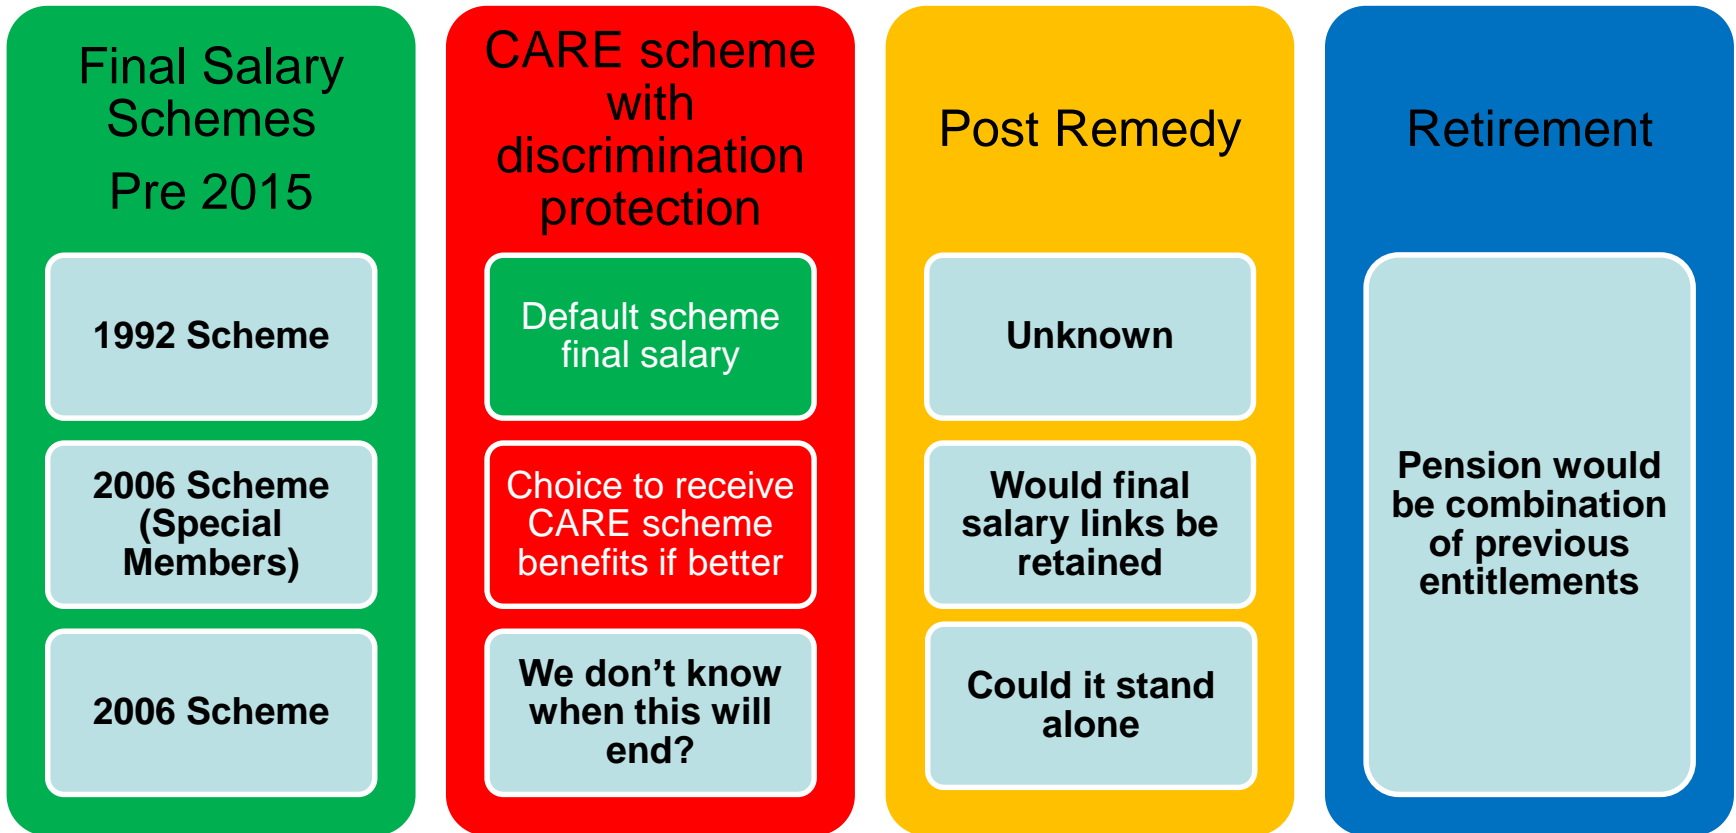 Final Salary
Schemes
Pre 2015
1992 Scheme
2006 Scheme
(Special
Members)
2006 Scheme
CARE scheme
with
discrimination
protection
Default scheme
final salary
Choice to receive
CARE scheme
benefits if better
We don’t know
when this will
end?
Post Remedy
Unknown
Would final
salary links be
retained
Could it stand
alone
Retirement
Pension would
be combination
of previous
entitlements